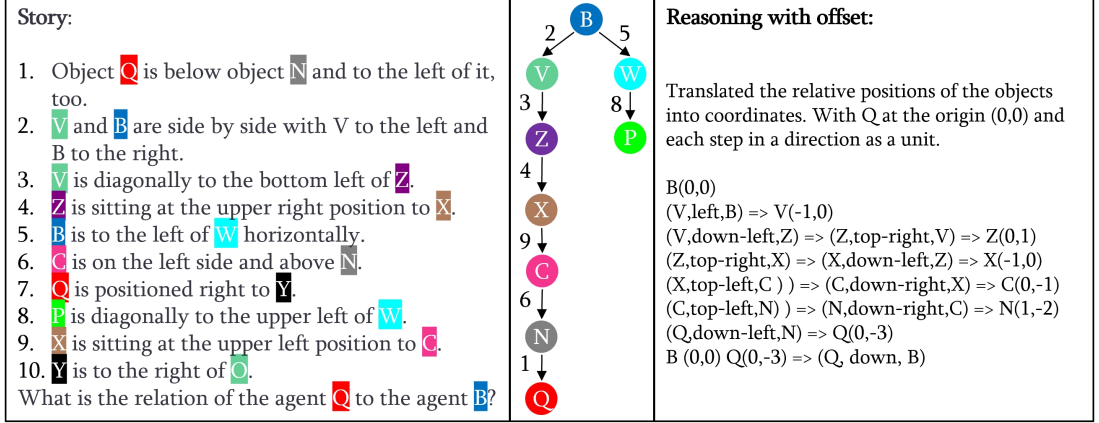 Story:
1. Object Q is below object N and to the left of it,
too.
2. V and B are side by side with V to the left and
B to the right.
3. V is diagonally to the bottom left of Z.
4. Z is sitting at the upper right position to X.
5. B is to the left of W horizontally.
6. C is on the left side and above N.
7. Q is positioned right to Y.
8. P is diagonally to the upper left of W.
9. X is sitting at the upper left position to C.
10. Y is to the right of O.
What is the relation of the agent Q to the agent B?
B
2 5
V W
3 8
Z P
4
X
9
C
6
N
1
Q
Reasoning with offset:
Translated the relative positions of the objects
into coordinates. With Q at the origin (0,0) and
each step in a direction as a unit.
B(0,0)
(V,left,B) => V(-1,0)
(V,down-left,Z) => (Z,top-right,V) => Z(0,1)
(Z,top-right,X) => (X,down-left,Z) => X(-1,0)
(X,top-left,C ) ) => (C,down-right,X) => C(0,-1)
(C,top-left,N) ) => (N,down-right,C) => N(1,-2)
(Q,down-left,N) => Q(0,-3)
B (0,0) Q(0,-3) => (Q, down, B)